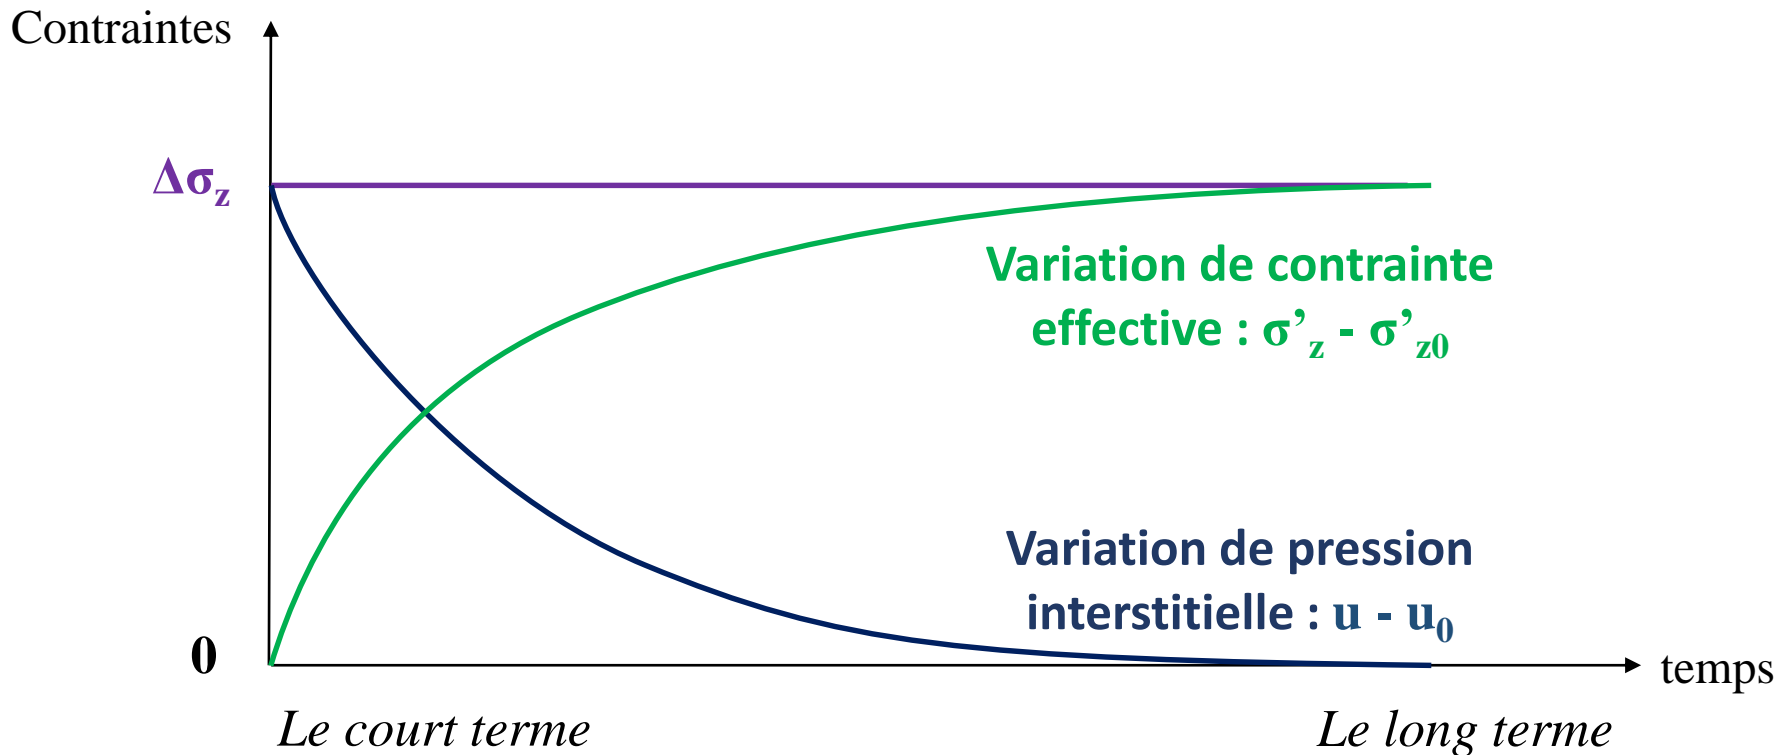 Contraintes
Δσz
Variation de contrainte
effective : σ’z - σ’z0
Variation de pression
interstitielle : u - u0
0
temps
Le court terme
Le long terme